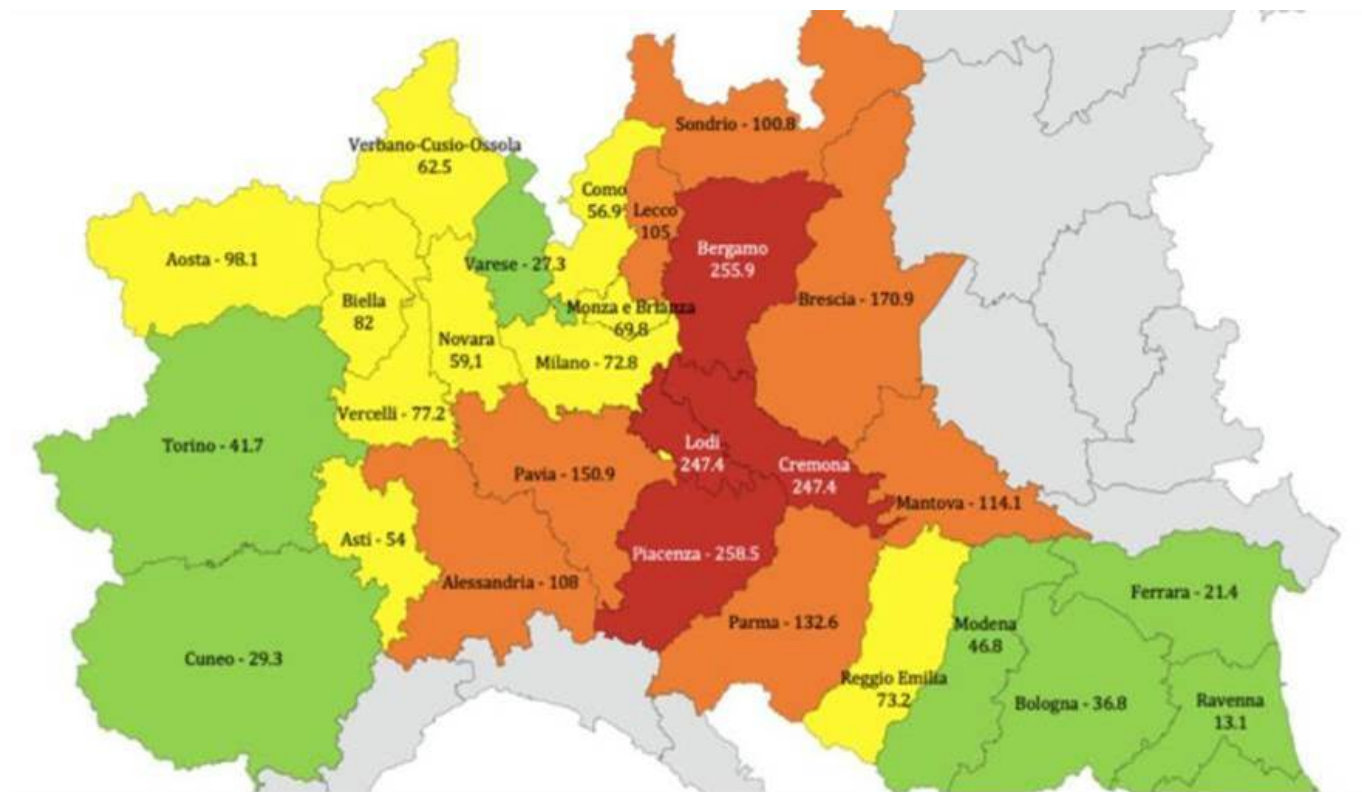 Sondrio - 100.8
Verbano-Cusio-Ossola
62.5
Como
56.9
Lecco
105
Bergamo
255.9
Aosta - 98.1
Varese - 27.3
Biella
82
Brescia - 170.9
Monza e Brianza
69.8
Novara
59,1
Milano - 72.8
Vercelli - 77.2
Torino - 41.7
Lodi
247.4
Cremona
247.4
Pavia - 150.9
Mantova - 114.1
Asti - 54
Piacenza - 258.5
Alessandria - 108
Ferrara - 21.4
Parma - 132.6
Modena
46.8
Cuneo - 29.3
Reggio Emilia
73.2
Bologna - 36.8
Ravenna
13.1